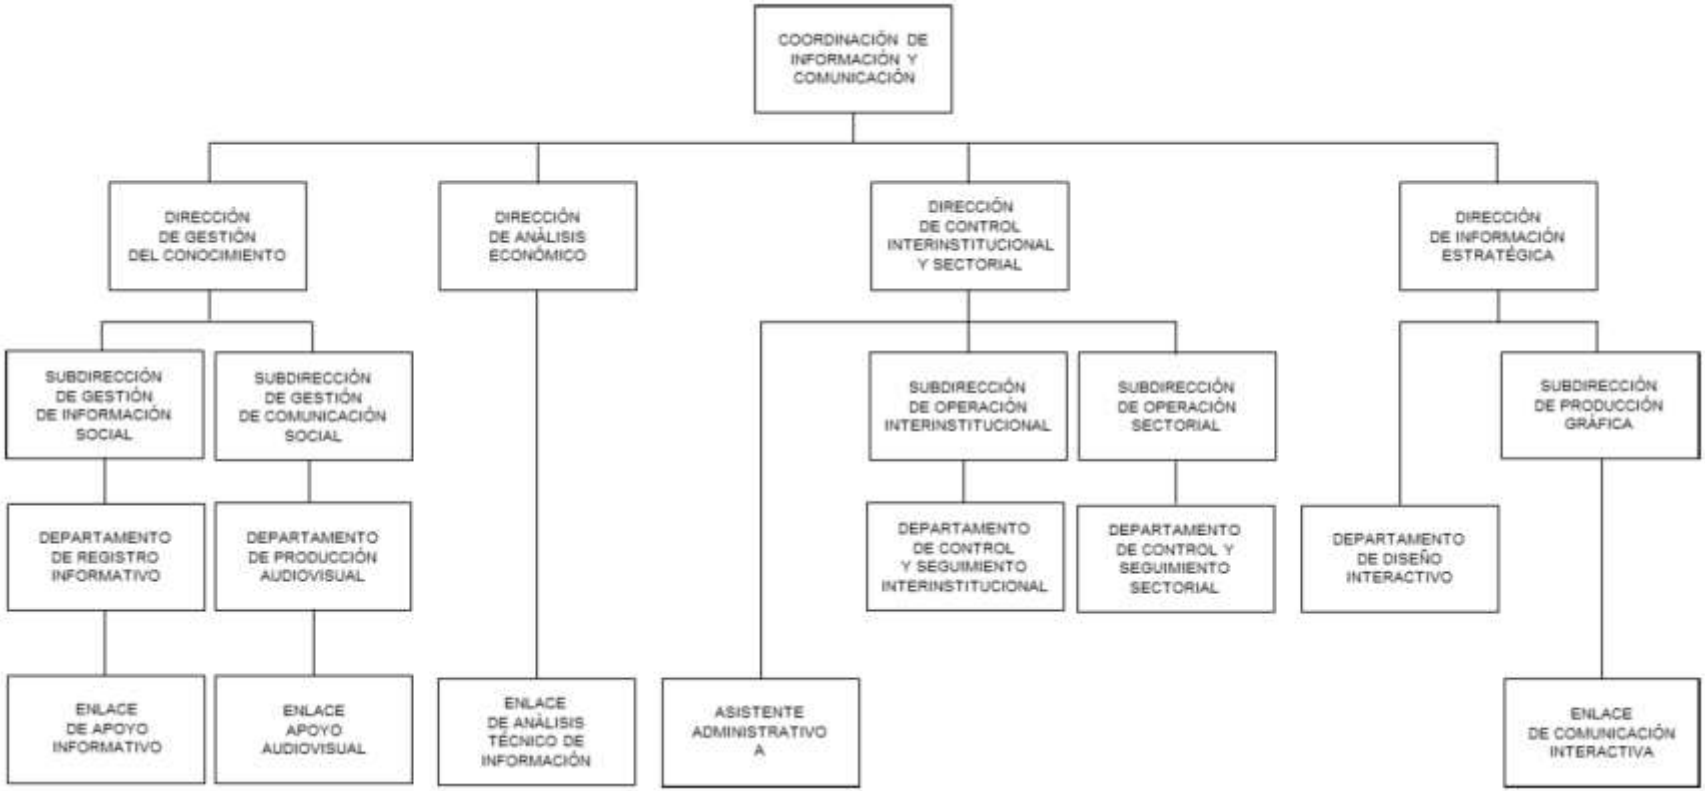 COORDINACIÓN DE
INFORMACIÓN Y
COMUNICACIÓN
DIRECCIÓN
DE GESTIÓN
DEL CONOCIMIENTO
DIRECCIÓN
DE ANÁLISIS
ECONÓMICO
DIRECCIÓN
DE CONTROL
INTERINSTITUCIONAL
Y SECTORIAL
DIRECCIÓN
DE INFORMACIÓN
ESTRATÉGICA
SUBDIRECCIÓN
DE GESTIÓN
DE INFORMACIÓN
SOCIAL
SUBDIRECCIÓN
DE GESTIÓN
DE COMUNICACIÓN
SOCIAL
SUBDIRECCIÓN
DE OPERACIÓN
INTERINSTITUCIONAL
SUBDIRECCIÓN
DE OPERACIÓN
SECTORIAL
SUBDIRECCIÓN
DE PRODUCCIÓN
GRÁFICA
DEPARTAMENTO
DE REGISTRO
INFORMATIVO
DEPARTAMENTO
DE PRODUCCIÓN
AUDIOVISUAL
DEPARTAMENTO
DE CONTROL
Y SEGUIMIENTO
INTERINSTITUCIONAL
DEPARTAMENTO
DE CONTROL Y
SEGUIMIENTO
SECTORIAL
DEPARTAMENTO
DE DISEÑO
INTERACTIVO
ENLACE
DE APOYO
INFORMATIVO
ENLACE
APOYO
AUDIOVISUAL
ENLACE
DE ANÁLISIS
TÉCNICO DE
INFORMACIÓN
ASISTENTE
ADMINISTRATIVO
A
ENLACE
DE COMUNICACIÓN
INTERACTIVA